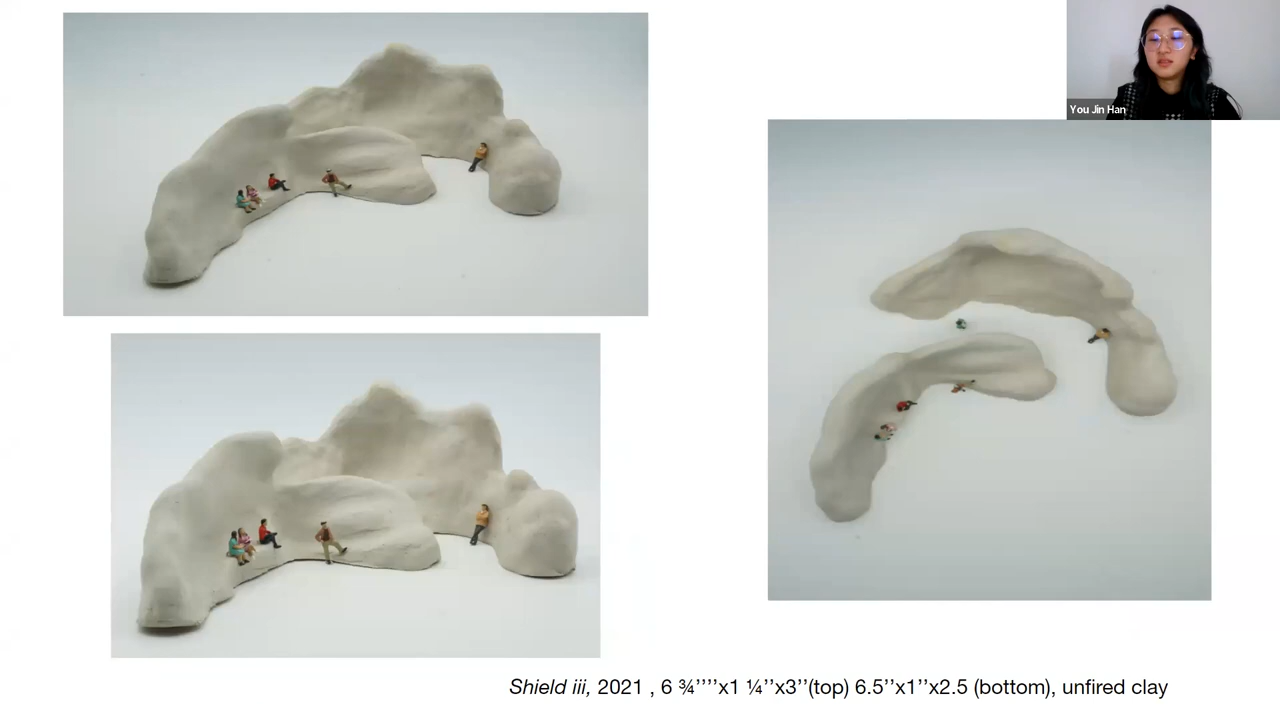 You Jin Han
Shield iii, 2021 , 6 ¾’’’’x1 ¼’’x3’’(top) 6.5’’x1’’x2.5 (bottom), unfired clay